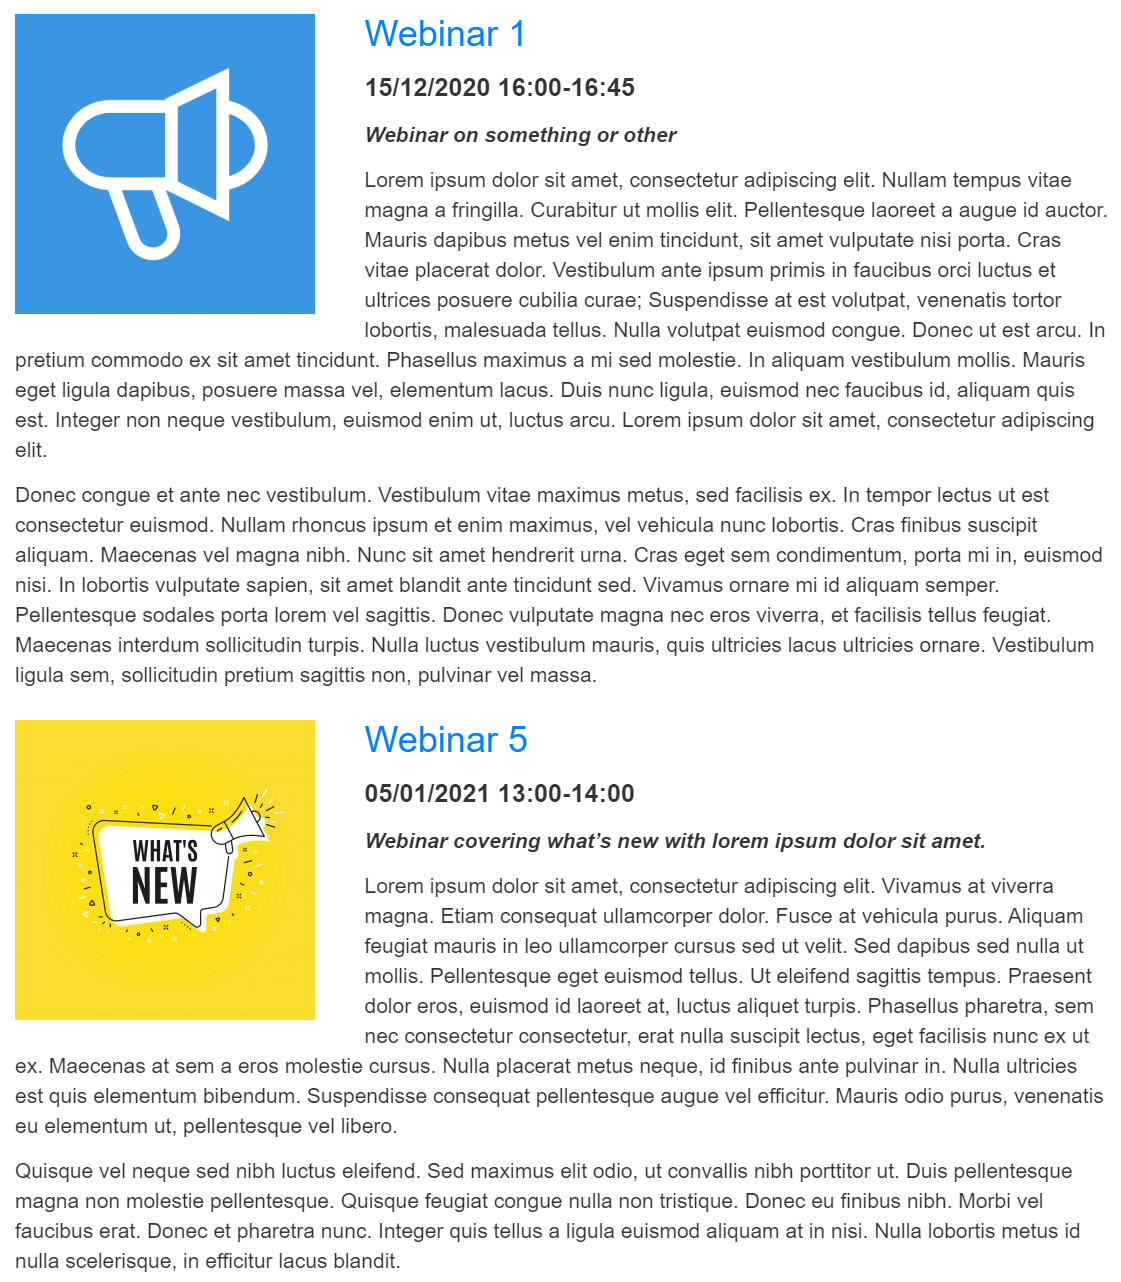 Webinar 1
15/12/2020 16:00-16:45
Webinar on something or other
Lorem ipsum dolor sit amet, consectetur adipiscing elit. Nullam tempus vitae
magna a fringilla. Curabitur ut mollis elit. Pellentesque laoreet a augue id auctor.
Mauris dapibus metus vel enim tincidunt, sit amet vulputate nisi porta. Cras
vitae placerat dolor. Vestibulum ante ipsum primis in faucibus orci luctus et
ultrices posuere cubilia curae; Suspendisse at est volutpat, venenatis tortor
lobortis, malesuada tellus. Nulla volutpat euismod congue. Donec ut est arcu. In
pretium commodo ex sit amet tincidunt. Phasellus maximus a mi sed molestie. In aliquam vestibulum mollis. Mauris
eget ligula dapibus, posuere massa vel, elementum lacus. Duis nunc ligula, euismod nec faucibus id, aliquam quis
est. Integer non neque vestibulum, euismod enim ut, luctus arcu. Lorem ipsum dolor sit amet, consectetur adipiscing
elit.
Donec congue et ante nec vestibulum. Vestibulum vitae maximus metus, sed facilisis ex. In tempor lectus ut est
consectetur euismod. Nullam rhoncus ipsum et enim maximus, vel vehicula nunc lobortis. Cras finibus suscipit
aliquam. Maecenas vel magna nibh. Nunc sit amet hendrerit urna. Cras eget sem condimentum, porta mi in, euismod
nisi. In lobortis vulputate sapien, sit amet blandit ante tincidunt sed. Vivamus ornare mi id aliquam semper.
Pellentesque sodales porta lorem vel sagittis. Donec vulputate magna nec eros viverra, et facilisis tellus feugiat.
Maecenas interdum sollicitudin turpis. Nulla luctus vestibulum mauris, quis ultricies lacus ultricies ornare. Vestibulum
ligula sem, sollicitudin pretium sagittis non, pulvinar vel massa.
WHAT'S
NEW
Webinar 5
05/01/2021 13:00-14:00
Webinar covering what’s new with lorem ipsum dolor sit amet.
Lorem ipsum dolor sit amet, consectetur adipiscing elit. Vivamus at viverra
magna. Etiam consequat ullamcorper dolor. Fusce at vehicula purus. Aliquam
feugiat mauris in leo ullamcorper cursus sed ut velit. Sed dapibus sed nulla ut
mollis. Pellentesque eget euismod tellus. Ut eleifend sagittis tempus. Praesent
dolor eros, euismod id laoreet at, luctus aliquet turpis. Phasellus pharetra, sem
nec consectetur consectetur, erat nulla suscipit lectus, eget facilisis nunc ex ut
ex. Maecenas at sem a eros molestie cursus. Nulla placerat metus neque, id finibus ante pulvinar in. Nulla ultricies
est quis elementum bibendum. Suspendisse consequat pellentesque augue vel efficitur. Mauris odio purus, venenatis
eu elementum ut, pellentesque vel libero.
Quisque vel neque sed nibh luctus eleifend. Sed maximus elit odio, ut convallis nibh porttitor ut. Duis pellentesque
magna non molestie pellentesque. Quisque feugiat congue nulla non tristique. Donec eu finibus nibh. Morbi vel
faucibus erat. Donec et pharetra nunc. Integer quis tellus a ligula euismod aliquam at in nisi. Nulla lobortis metus id
nulla scelerisque, in efficitur lacus blandit.